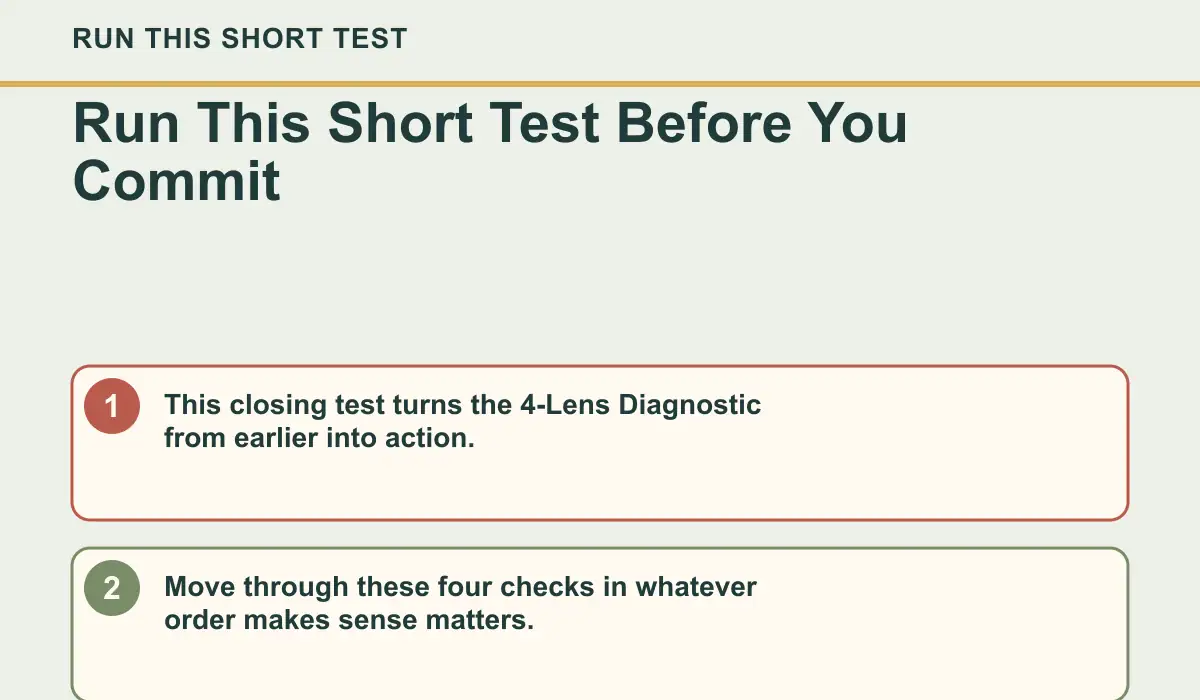 RUN THIS SHORT TEST
Run This Short Test Before You
Commit
1
This closing test turns the 4-Lens Diagnostic
from earlier into action.
2
Move through these four checks in whatever
order makes sense matters.